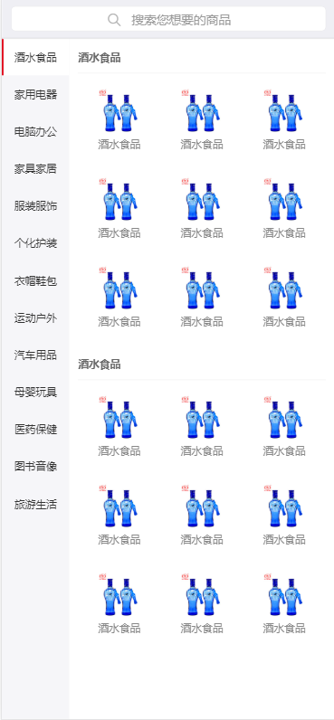 搜索您想要的商品
酒水食品
家用电器
电脑办公
家具家居
服装服饰
个化护装
衣帽鞋包
运动户外
汽车用品
母婴玩具
医药保健
图书音像
旅游生活
酒水食品
酒水食品 酒水食品 酒水食品
酒水食品 酒水食品 酒水食品
酒水食品 酒水食品 酒水食品
酒水食品
酒水食品 酒水食品 酒水食品
酒水食品 酒水食品 酒水食品
酒水食品 酒水食品 酒水食品